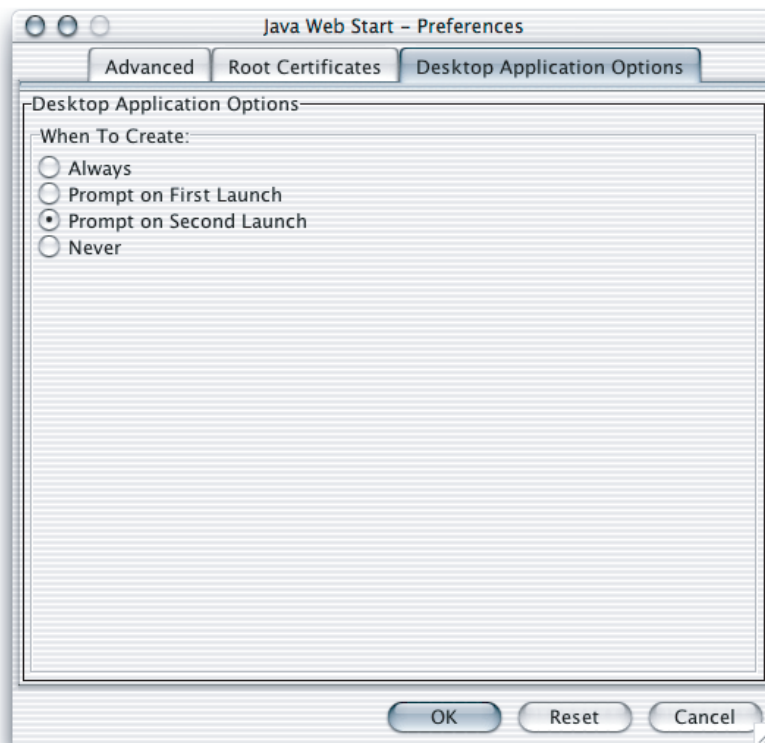 Java Web Start – Preferences
Advanced
Root Certificates
Desktop Application Options
Desktop Application Options
When To Create:
Always
Prompt on First Launch
Prompt on Second Launch
Never
OK
Reset
Cancel